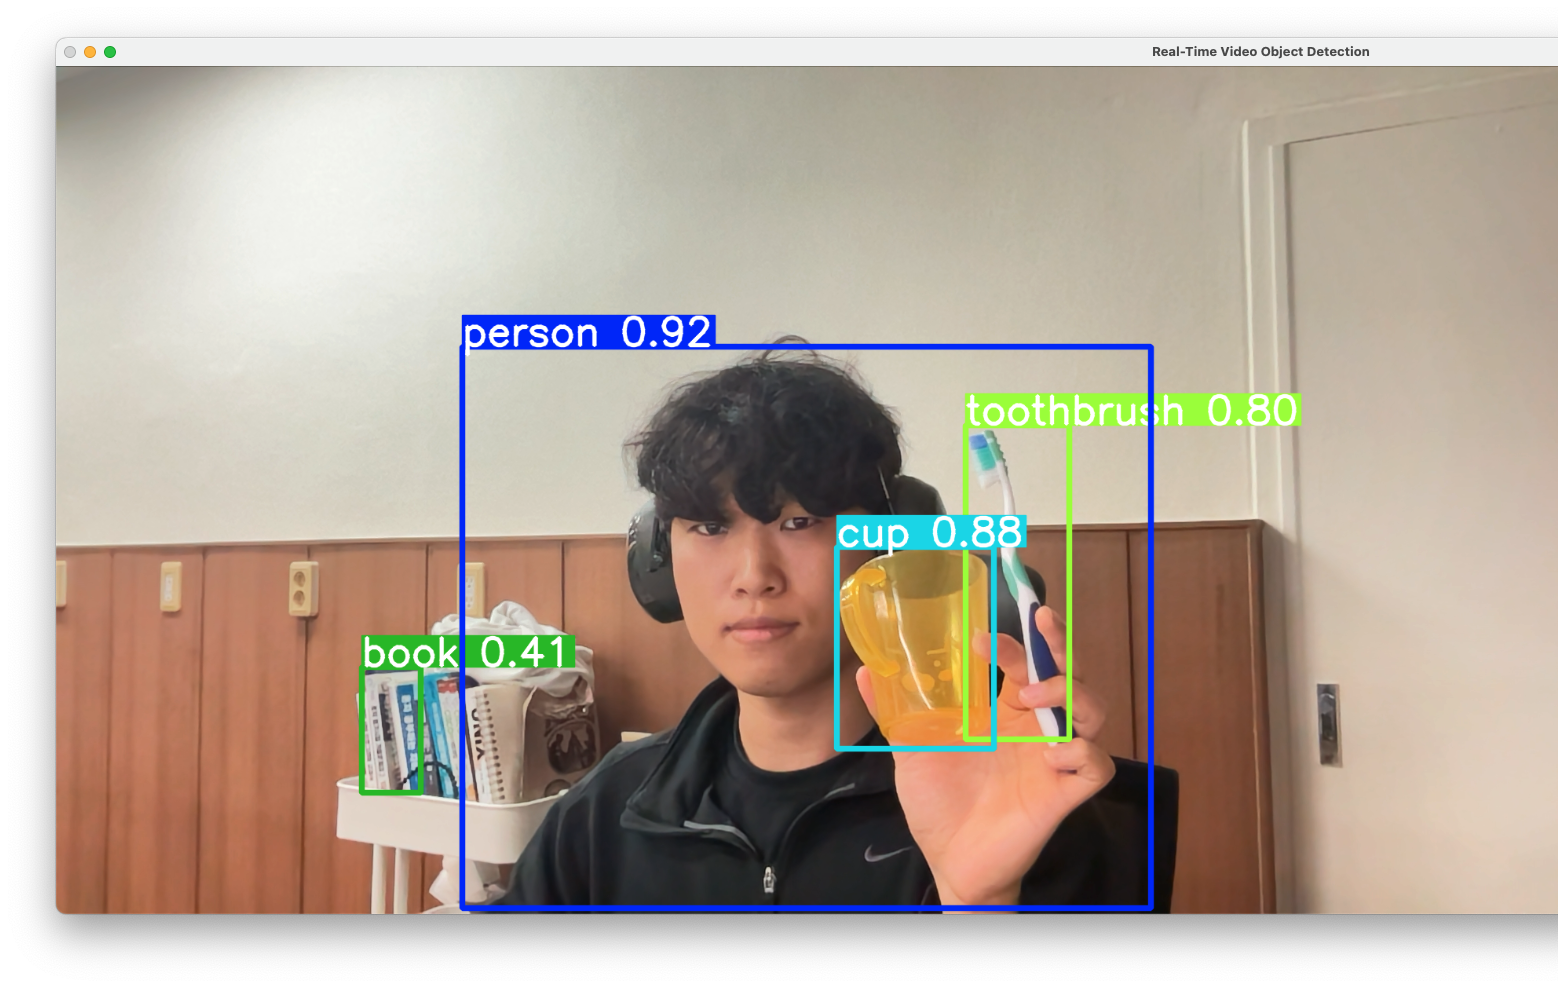 Real-Time Video Object Detection
person 0.92
toothbrush 0.80
cup 0.88
book 0.41